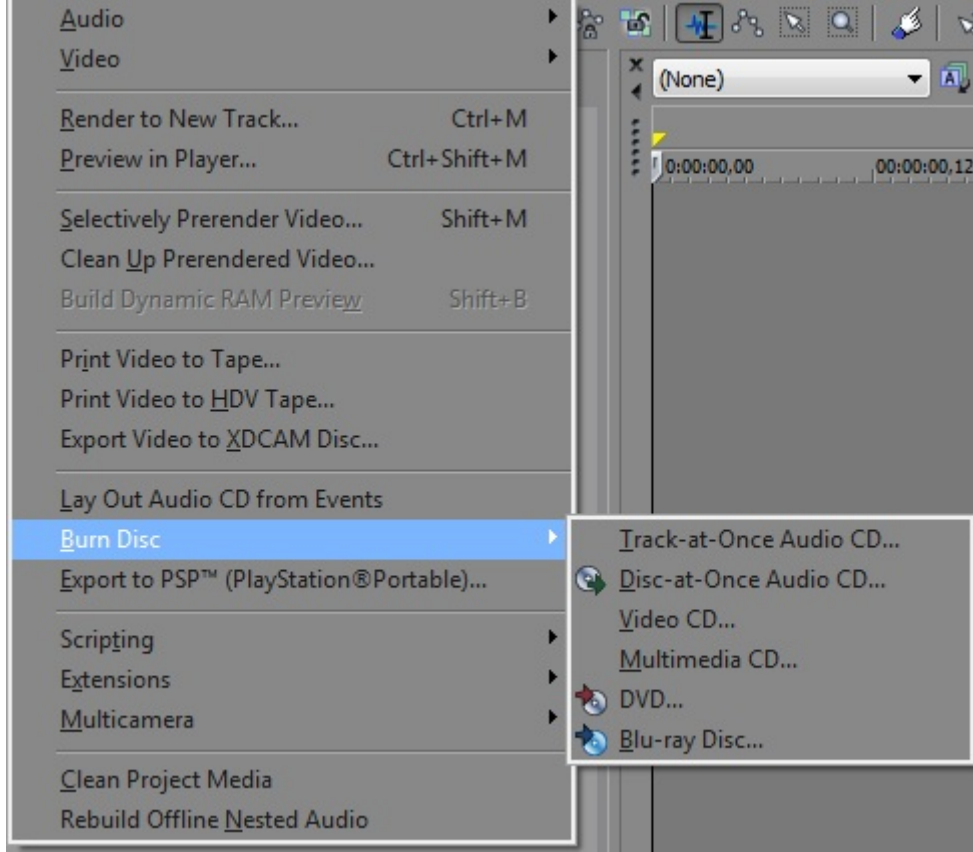 Audio
Video
Render to New Track... Ctrl+M
Preview in Player... Ctrl+Shift+M
Selectively Prerender Video... Shift+M
Clean Up Prerendered Video...
Build Dynamic RAM Preview Shift+B
Print Video to Tape...
Print Video to HDV Tape...
Export Video to XDCAM Disc...
Lay Out Audio CD from Events
Burn Disc
Export to PSP™ (PlayStation®Portable)...
Scripting
Extensions
Multicamera
Clean Project Media
Rebuild Offline Nested Audio
Track-at-Once Audio CD...
Disc-at-Once Audio CD...
Video CD...
Multimedia CD...
DVD...
Blu-ray Disc...
(None)
0:00:00,00 00:00:00,12